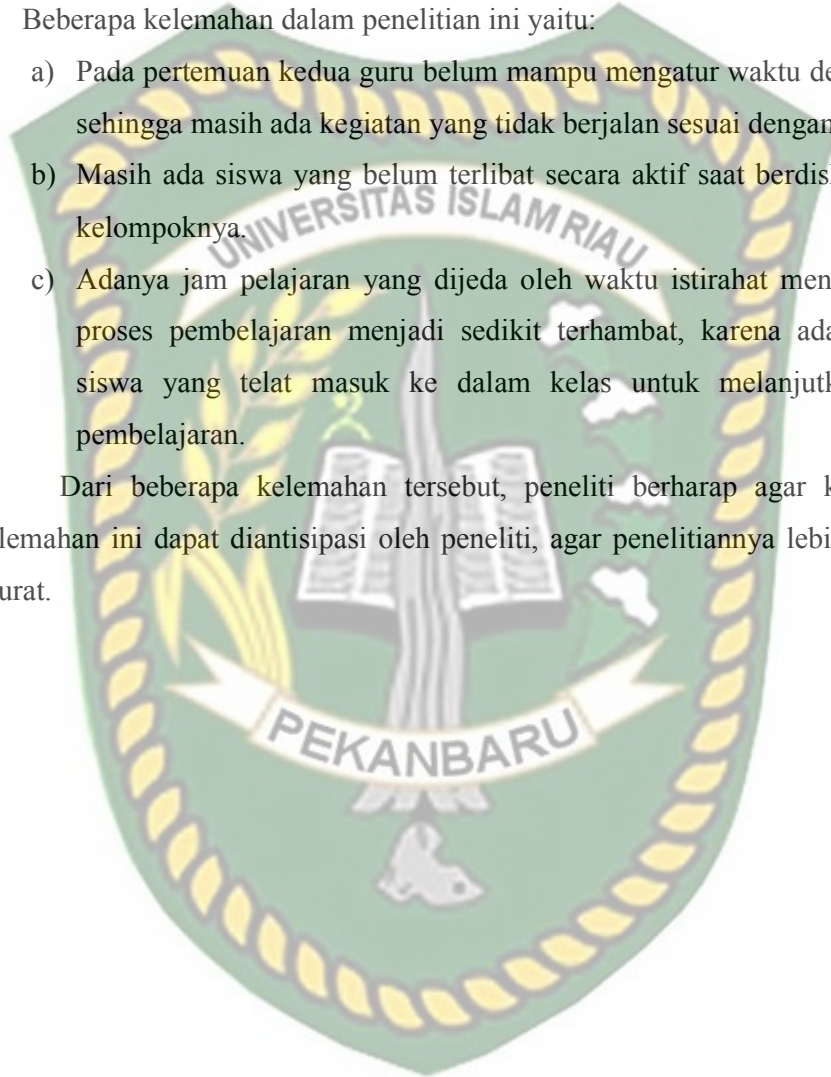 Beberapa kelemahan dalam penelitian ini yaitu:
a) Pada pertemuan kedua guru belum mampu mengatur waktu de
sehingga masih ada kegiatan yang tidak berjalan sesuai dengan
b) Masih ada siswa yang belum terlibat secara aktif saat berdis
kelompoknya.
UNIVERSITAS ISLAM RIAU
c) Adanya jam pelajaran yang dijeda oleh waktu istirahat men
proses pembelajaran menjadi sedikit terhambat, karena ada
siswa yang telat masuk ke dalam kelas untuk melanjutk
pembelajaran.
Dari beberapa kelemahan tersebut, peneliti berharap agar k
lemahan ini dapat diantisipasi oleh peneliti, agar penelitiannya lebi
urat.
PEKANBARU